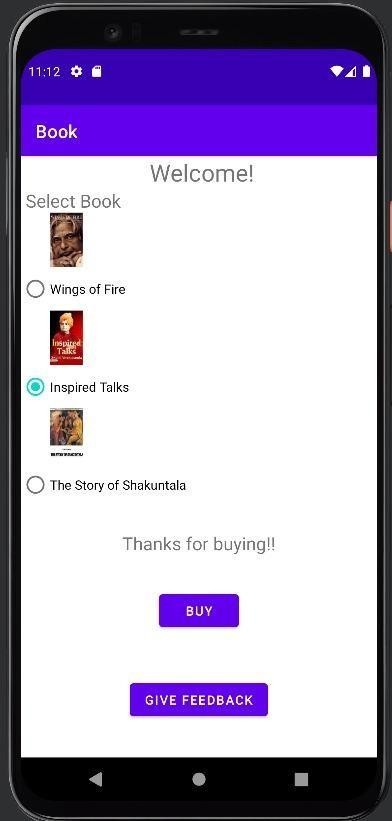 11:12
Book
Welcome!
Select Book
Wings of Fire
Inspired
Talks
Inspired Talks
The Story of Shakuntala
Thanks for buying!!
BUY
GIVE FEEDBACK